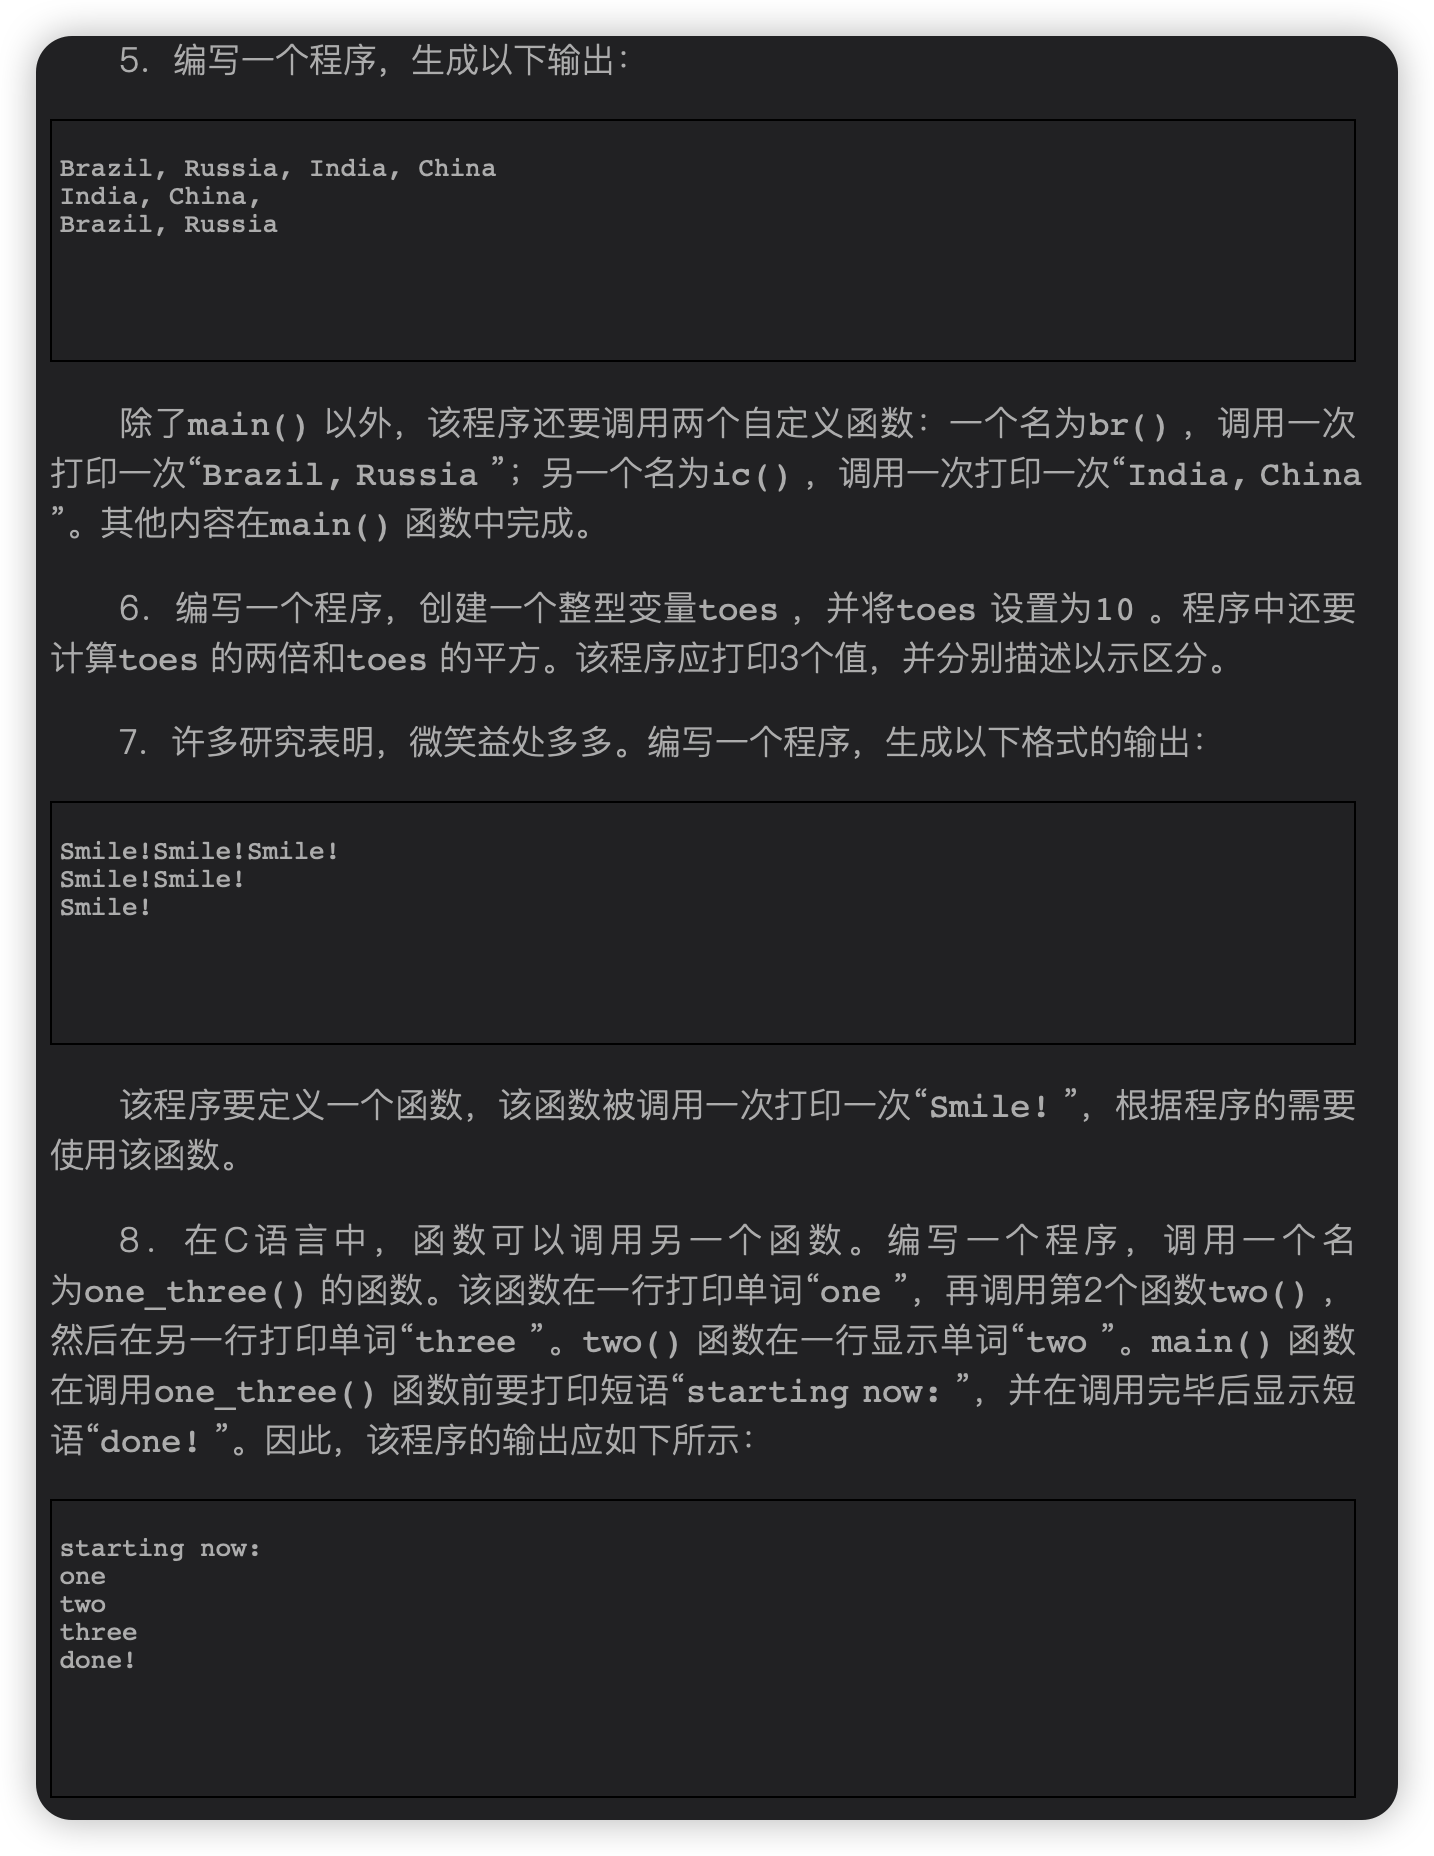 5. 编写一个程序，生成以下输出：
Brazil, Russia, India, China
India, China,
Brazil, Russia
除了main() 以外，该程序还要调用两个自定义函数：一个名为br() ，调用一次
打印一次“Brazil, Russia ”；另一个名为ic() ，调用一次打印一次“India, China
”。其他内容在main() 函数中完成。
6. 编写一个程序，创建一个整型变量toes ，并将toes 设置为10 。程序中还要
计算toes 的两倍和toes 的平方。该程序应打印3个值，并分别描述以示区分。
7. 许多研究表明，微笑益处多多。编写一个程序，生成以下格式的输出：
Smile!Smile!Smile!
Smile!Smile!
Smile!
该程序要定义一个函数，该函数被调用一次打印一次“Smile! ”，根据程序的需要
使用该函数。
8. 在C语言中，函数可以调用另一个函数。编写一个程序，调用一个名
为one_three() 的函数。该函数在一行打印单词“one ”，再调用第2个函数two() ，
然后在另一行打印单词“three ”。two() 函数在一行显示单词“two ”。main() 函数
在调用one_three() 函数前要打印短语“starting now: ”，并在调用完毕后显示短
语“done! ”。因此，该程序的输出应如下所示：
starting now:
one
two
three
done!